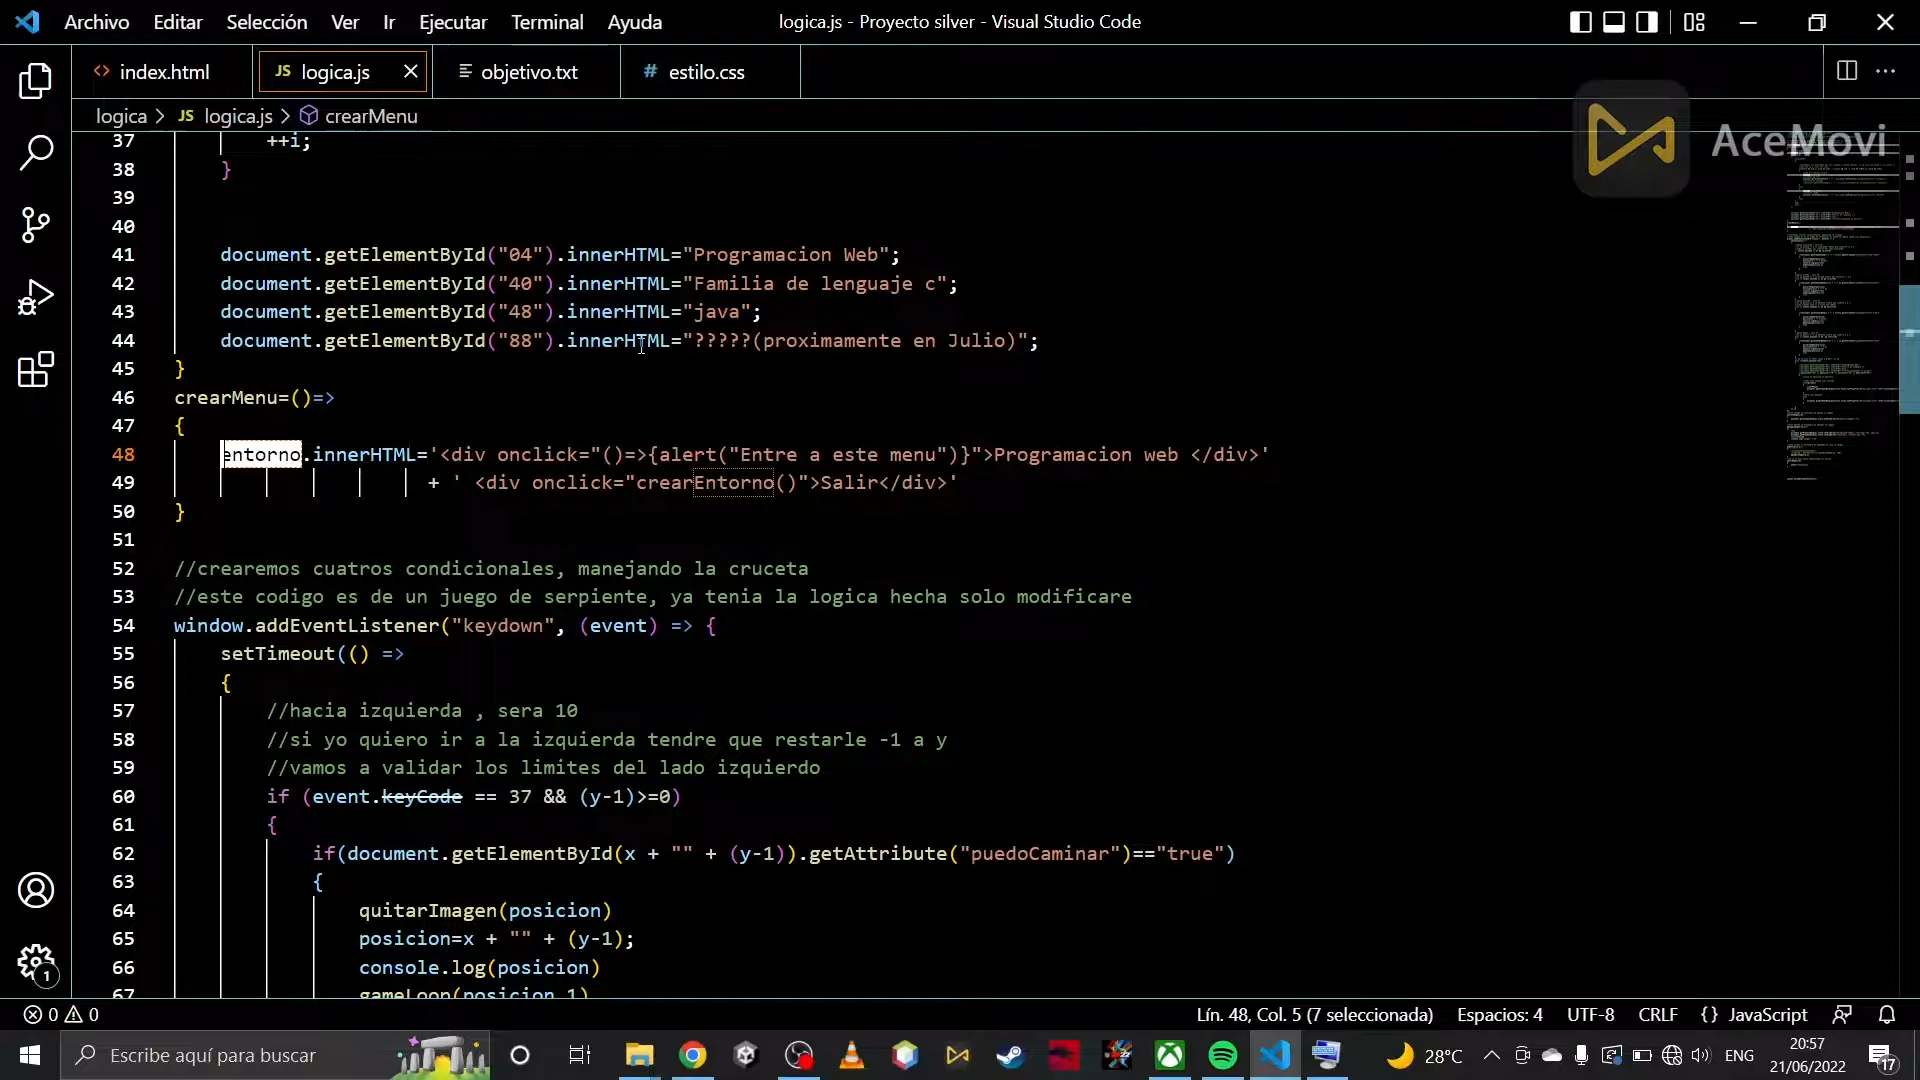 Archivo Editar Selección Ver Ir Ejecutar Terminal Ayuda logica.js - Proyecto silver - Visual Studio Code
index.html JS logica.js objetivo.txt # estilo.css
logica > JS logica.js > crearMenu
AceMovi
37 ++i;
38 }
39
40
41 document.getElementById("04").innerHTML="Programacion Web";
42 document.getElementById("40").innerHTML="Familia de lenguaje c";
43 document.getElementById("48").innerHTML="java";
44 document.getElementById("88").innerHTML="?????(proximamente en Julio)";
45 }
46 crearMenu=()=>
47 {
48 entorno.innerHTML='<div onclick="()=>{alert("Entre a este menu")}">Programacion web </div>'
49 + ' <div onclick="crearEntorno()">Salir</div>'
50 }
51
52 //crearemos cuatros condicionales, manejando la cruceta
53 //este codigo es de un juego de serpiente, ya tenia la logica hecha solo modificare
54 window.addEventListener("keydown", (event) => {
55 setTimeout(() =>
56 {
57 //hacia izquierda , sera 10
58 //si yo quiero ir a la izquierda tendre que restarle -1 a y
59 //vamos a validar los limites del lado izquierdo
60 if (event.keyCode == 37 && (y-1)>=0)
61 {
62 if(document.getElementById(x + "" + (y-1)).getAttribute("puedoCaminar")=="true")
63 {
64 quitarImagen(posicion)
65 posicion=x + "" + (y-1);
66 console.log(posicion)
67 gameLoop(posicion,1)
1
0 0 Lín. 48, Col. 5 (7 seleccionada) Espacios: 4 UTF-8 CRLF {} JavaScript
Escribe aquí para buscar 28°C ENG 20:57
21/06/2022 17